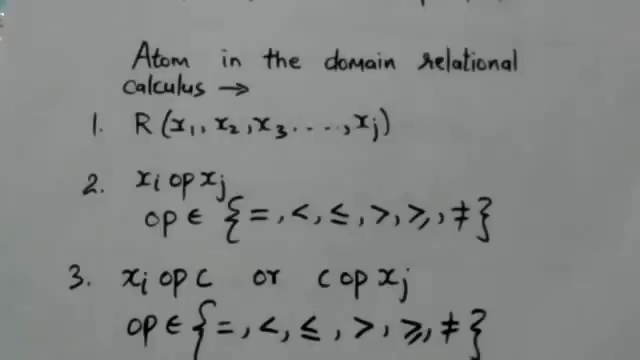 Atom in the domain relational
calculus →
1. R (x₁, x₂, x₃ ...., xⱼ)
2. xᵢ op xⱼ
op ∈ {=, <, ≤, >, ≥, ≠}
3. xᵢ op c or c op xⱼ
op ∈ {=, <, ≤, >, ≥, ≠}